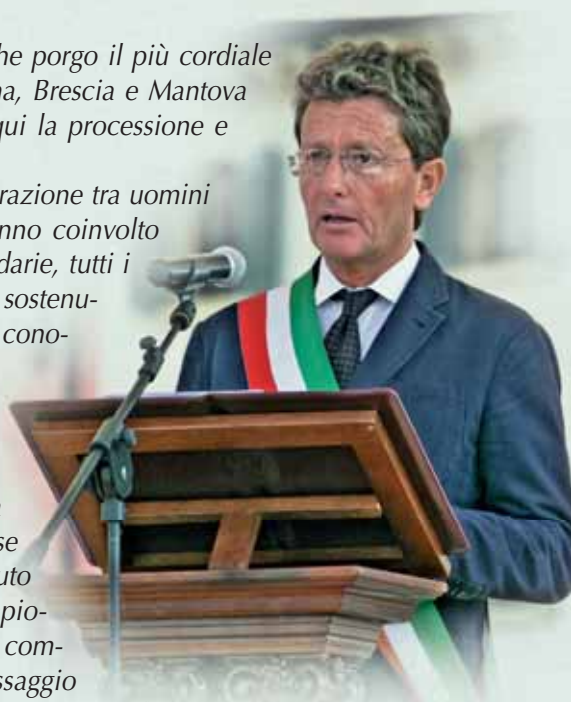 he porgo il più cordiale
na, Brescia e Mantova
qui la processione e
razione tra uomini
nno coinvolto
darie, tutti i
sostenu-
cono-
se
uto
pio-
com-
ssaggio